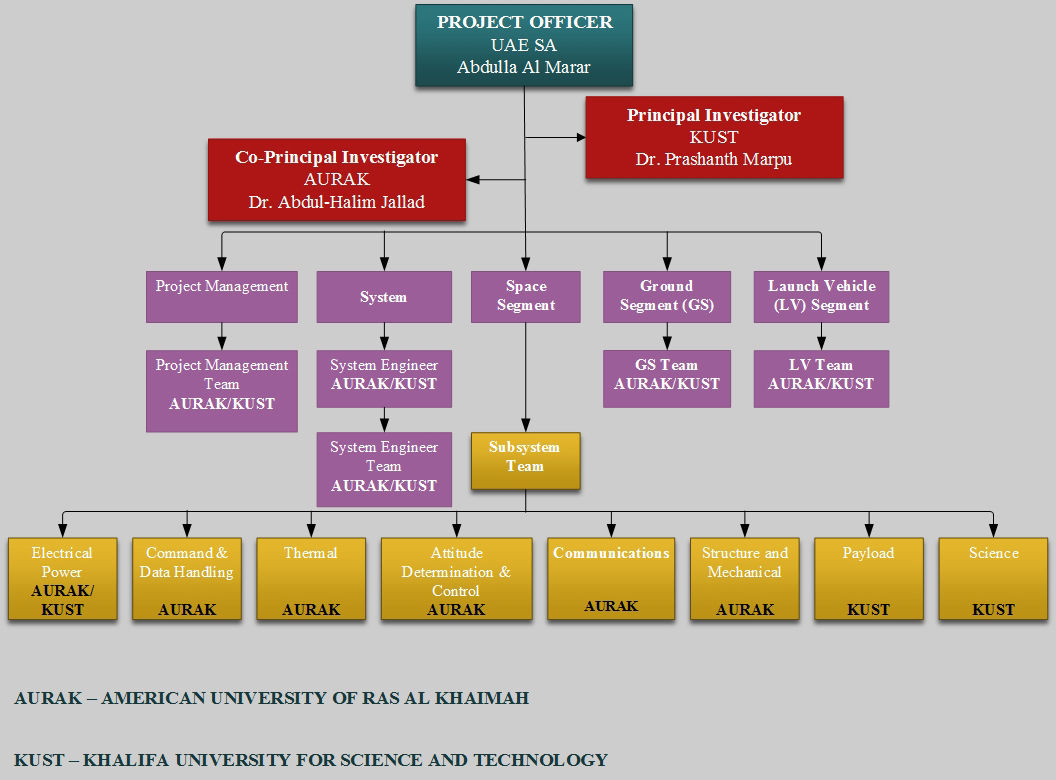 PROJECT OFFICER
UAE SA
Abdulla Al Marar
Principal Investigator
KUST
Dr. Prashanth Marpu
Co-Principal Investigator
AURAK
Dr. Abdul-Halim Jallad
Project Management
System
Space
Segment
Ground
Segment (GS)
Launch Vehicle
(LV) Segment
Project Management
Team
AURAK/KUST
System Engineer
AURAK/KUST
GS Team
AURAK/KUST
LV Team
AURAK/KUST
System Engineer
Team
AURAK/KUST
Subsystem
Team
Electrical
Power
AURAK/
KUST
Command &
Data Handling
AURAK
Thermal
AURAK
Attitude
Determination &
Control
AURAK
Communications
AURAK
Structure and
Mechanical
AURAK
Payload
KUST
Science
KUST
AURAK – AMERICAN UNIVERSITY OF RAS AL KHAIMAH
KUST – KHALIFA UNIVERSITY FOR SCIENCE AND TECHNOLOGY